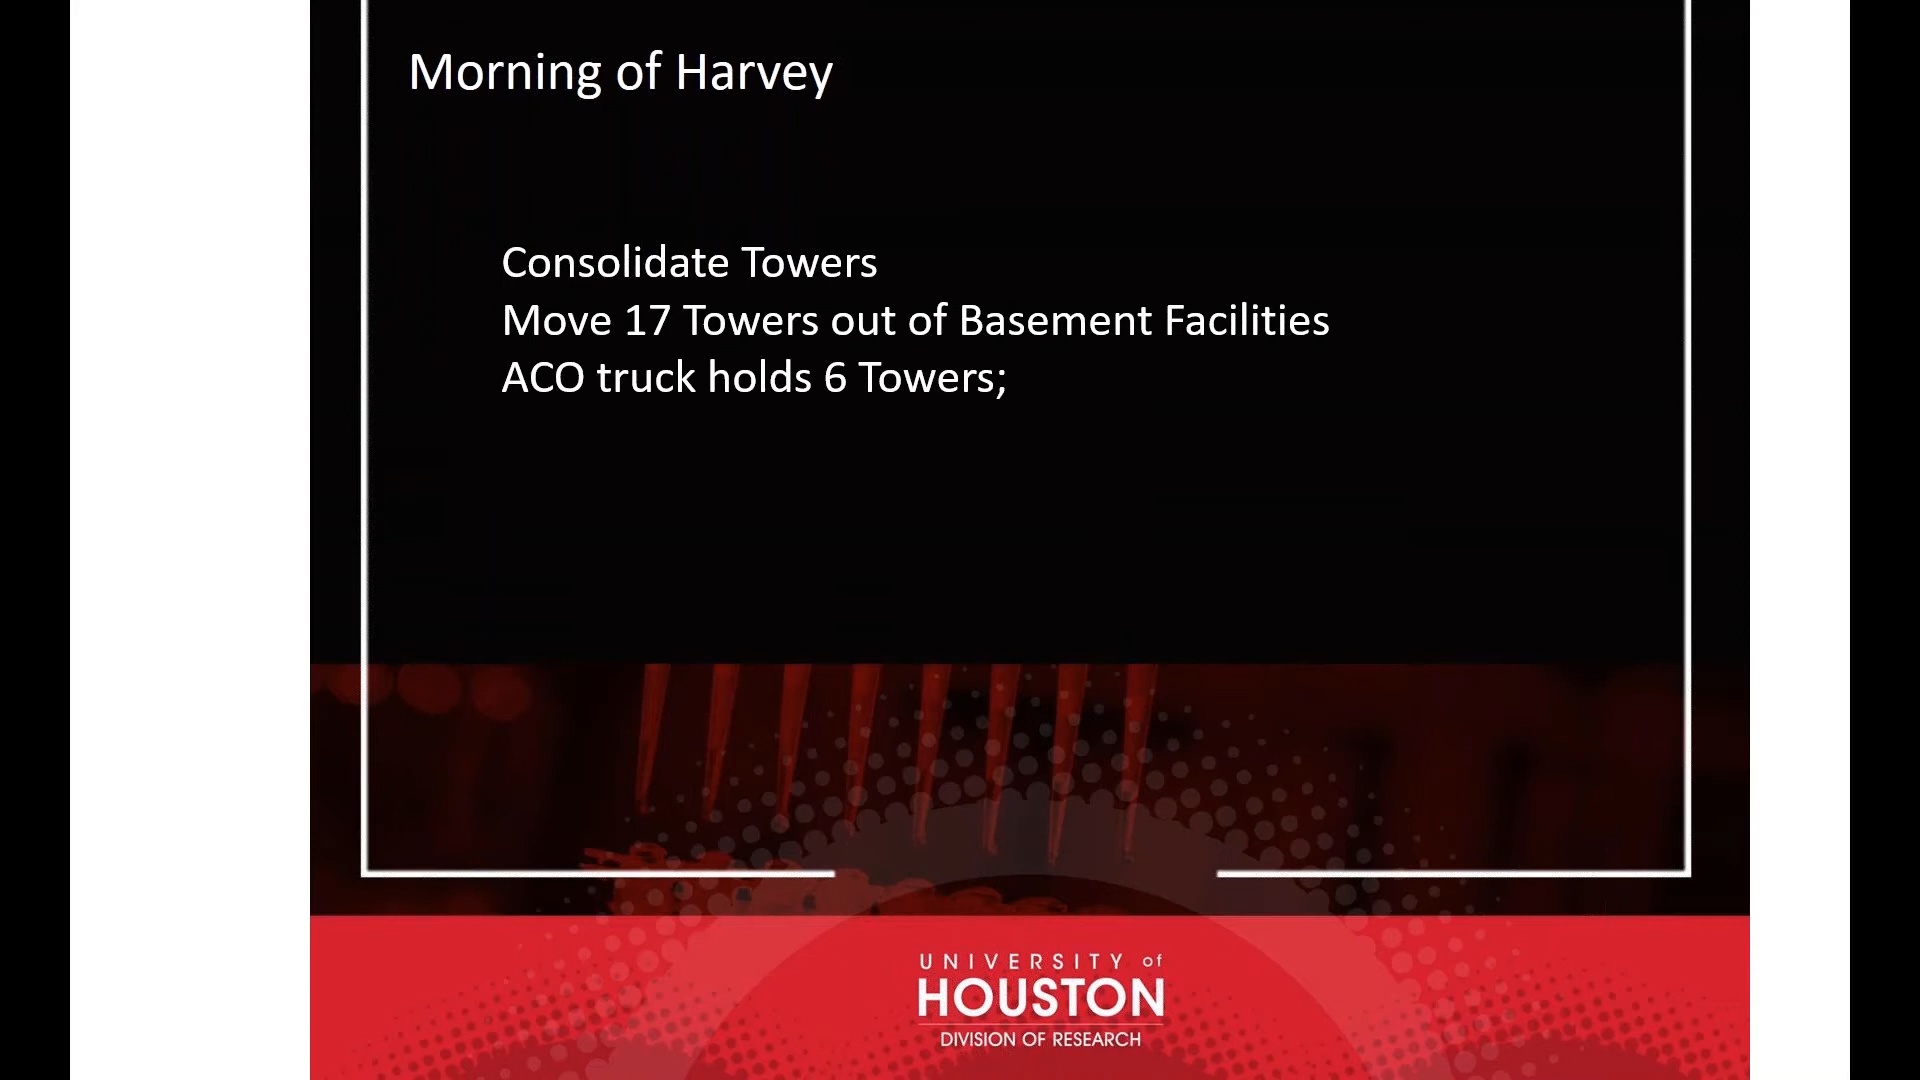 Morning of Harvey
Consolidate Towers
Move 17 Towers out of Basement Facilities
ACO truck holds 6 Towers;
UNIVERSITY of
HOUSTON
DIVISION OF RESEARCH